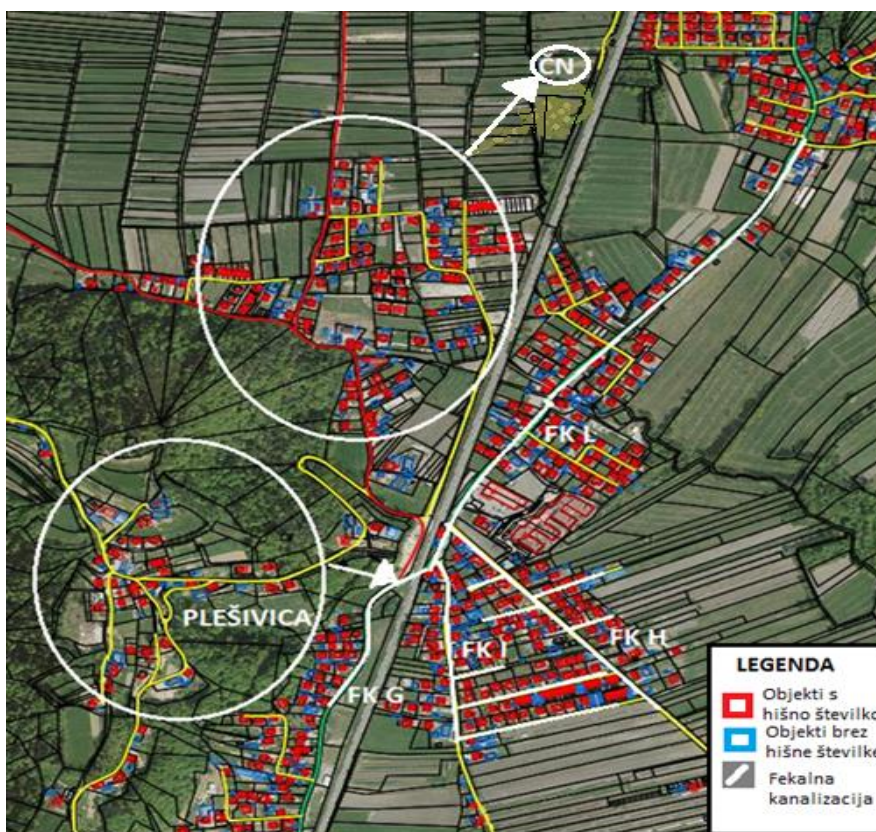 ČN
FK L
PLEŠIVICA
FK I
FK H
FK G
LEGENDA
Objekti s
hišno številko
Objekti brez
hišne številke
Fekalna
kanalizacija